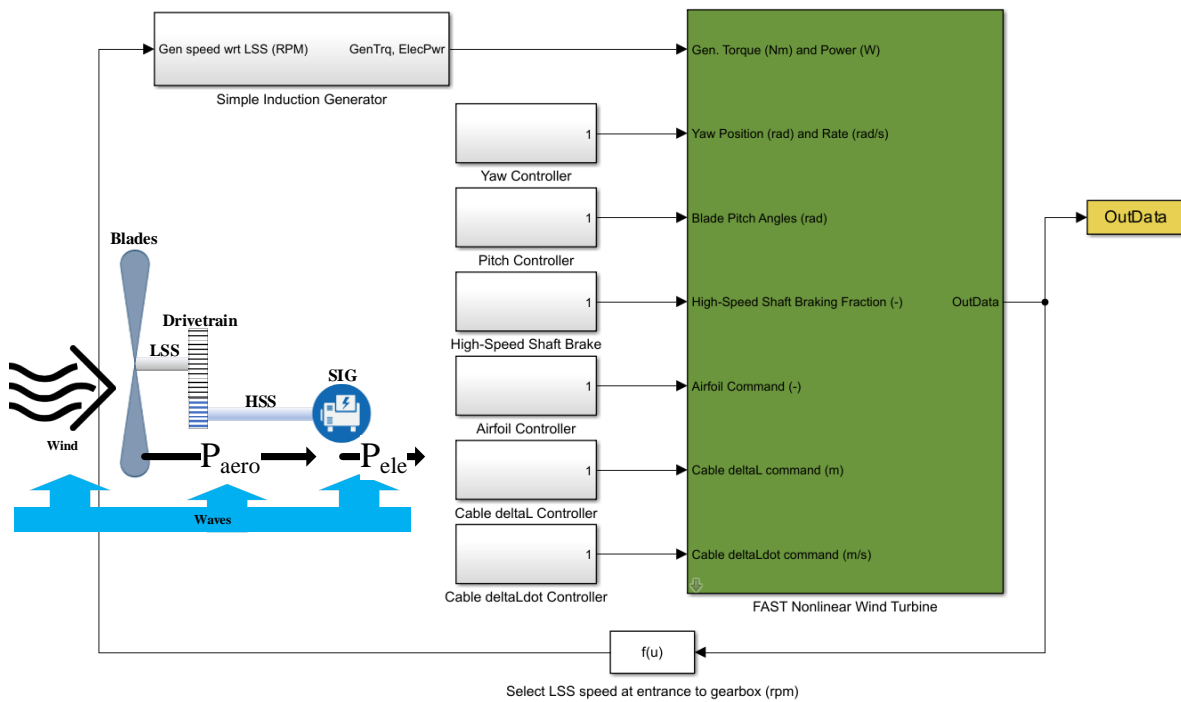 Gen speed wrt LSS (RPM)
GenTrq, ElecPwr
Simple Induction Generator
Gen. Torque (Nm) and Power (W)
1
Yaw Position (rad) and Rate (rad/s)
Yaw Controller
1
Blade Pitch Angles (rad)
Pitch Controller
1
High-Speed Shaft Braking Fraction (-)
High-Speed Shaft Brake
1
Airfoil Command (-)
Airfoil Controller
1
Cable deltaL command (m)
Cable deltaL Controller
1
Cable deltaLdot command (m/s)
Cable deltaLdot Controller
OutData
FAST Nonlinear Wind Turbine
OutData
Blades
Drivetrain
LSS
SIG
HSS
Wind
Paero
Pele
Waves
f(u)
Select LSS speed at entrance to gearbox (rpm)